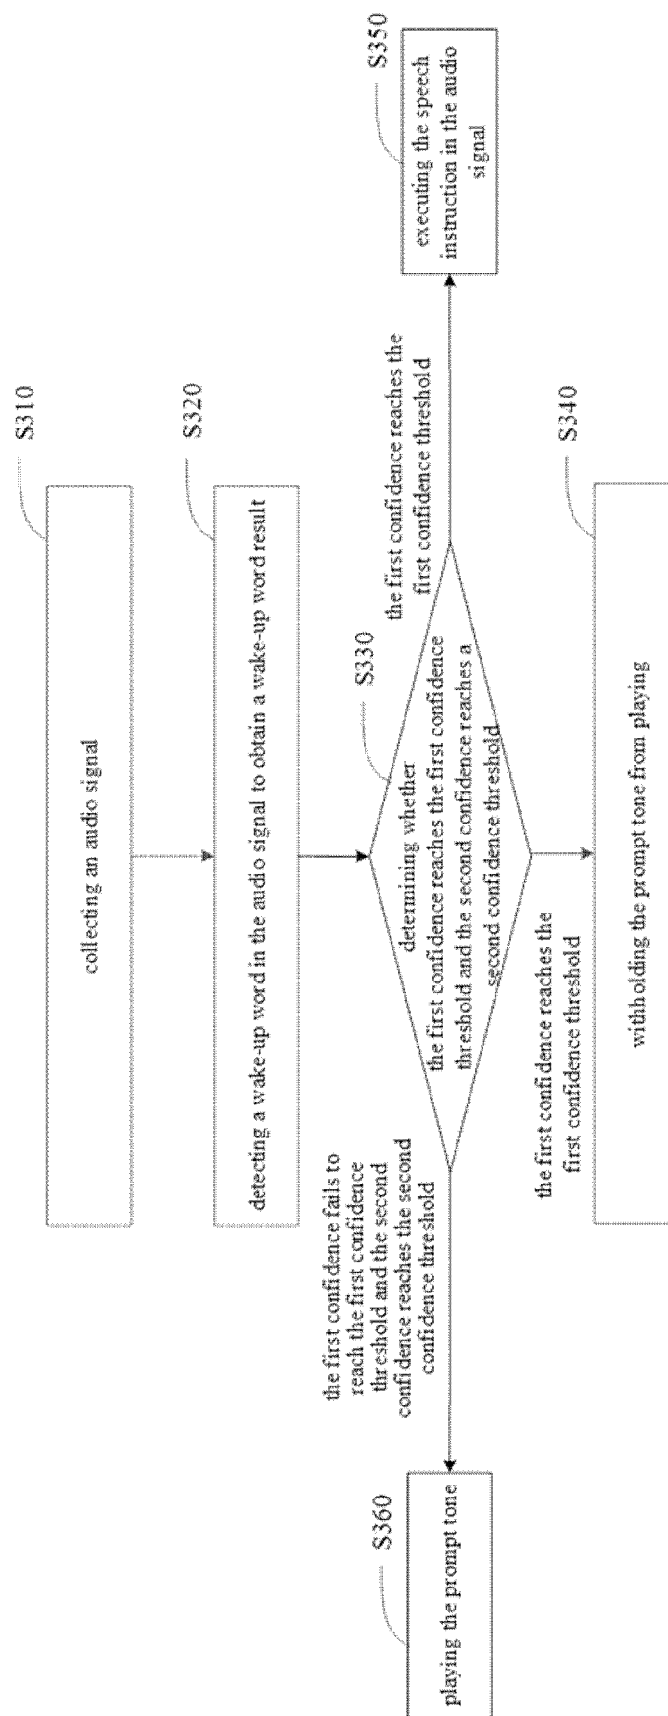 S310
collecting an audio signal
S320
detecting a wake-up word in the audio signal to obtain a wake-up word result
S330
determining whether
the first confidence reaches the first confidence
threshold and the second confidence reaches a
second confidence threshold
the first confidence fails to
reach the first confidence
threshold and the second
confidence reaches the second
confidence threshold
S360
playing the prompt tone
the first confidence reaches the
first confidence threshold
S350
executing the speech
instruction in the audio
signal
the first confidence reaches the
first confidence threshold
S340
withholding the prompt tone from playing